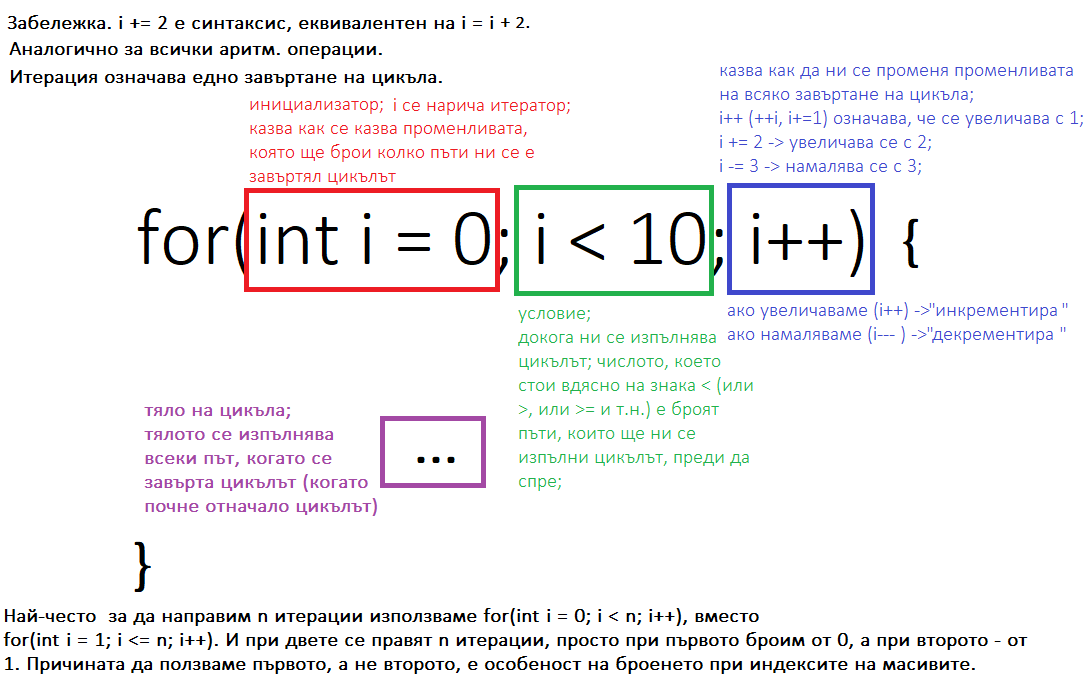 Забележка. i += 2 е синтаксис, еквивалентен на i = i + 2.
Аналогично за всички аритм. операции.
Итерация означава едно завъртане на цикъла.
инициализатор; i се нарича итератор;
казва как се казва променливата,
която ще брои колко пъти ни се е
завъртял цикълът
казва как да ни се променя променливата
на всяко завъртане на цикъла;
i++ (++i, i+=1) означава, че се увеличава с 1;
i += 2 -> увеличава се с 2;
i -= 3 -> намалява се с 3;
for(int i = 0; i < 10; i++) {
условие;
докога ни се изпълнява
цикълът; числото, което
стои вдясно на знака < (или
>, или >= и т.н.) е броят
пъти, които ще ни се
изпълни цикълът, преди да
спре;
ако увеличаваме (i++) ->"инкрементира "
ако намаляваме (i--- ) ->"декрементира "
тяло на цикъла;
тялото се изпълнява
всеки път, когато се
завърта цикълът (когато
почне отначало цикълът)
...
}
Най-често за да направим n итерации използваме for(int i = 0; i < n; i++), вместо
for(int i = 1; i <= n; i++). И при двете се правят n итерации, просто при първото броим от 0, а при второто - от
1. Причината да ползваме първото, а не второто, е особеност на броенето при индексите на масивите.